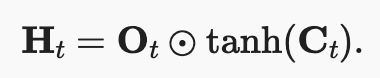 𝐇ₜ = 𝐎ₜ ⊙ tanh(𝐂ₜ).